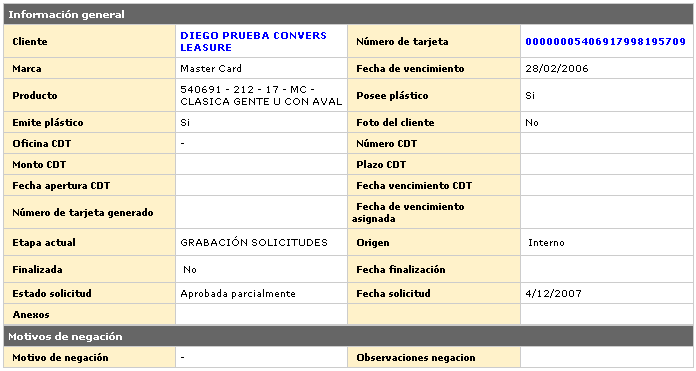 Información general
Cliente DIEGO PRUEBA CONVERS LEASURE Número de tarjeta 00000005406917998195709
Marca Master Card Fecha de vencimiento 28/02/2006
Producto 540691 - 212 - 17 - MC - CLASICA GENTE U CON AVAL Posee plástico Si
Emite plástico Si Foto del cliente No
Oficina CDT - Número CDT
Monto CDT Plazo CDT
Fecha apertura CDT Fecha vencimiento CDT
Número de tarjeta generado Fecha de vencimiento asignada
Etapa actual GRABACIÓN SOLICITUDES Origen Interno
Finalizada No Fecha finalización
Estado solicitud Aprobada parcialmente Fecha solicitud 4/12/2007
Anexos
Motivos de negación
Motivo de negación - Observaciones negacion